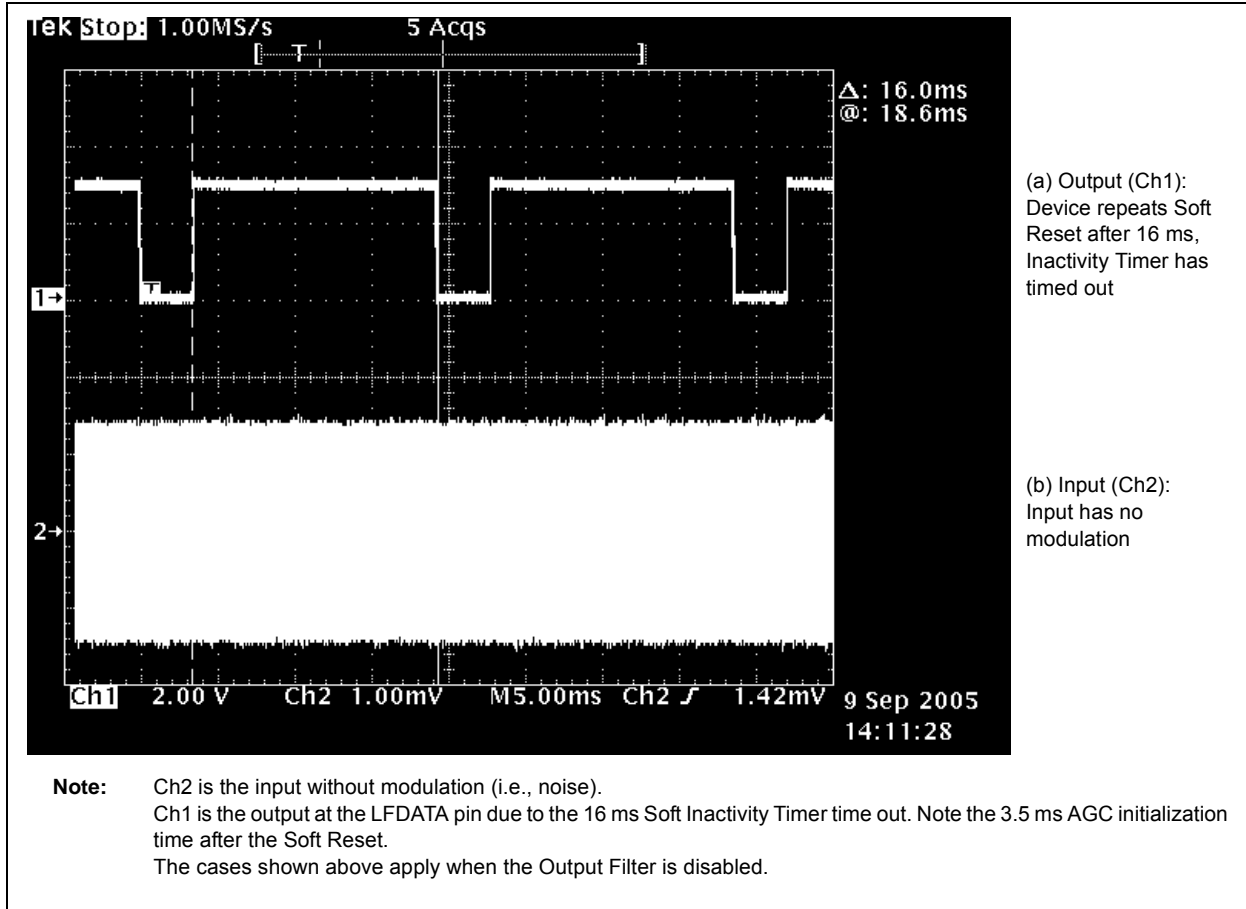 Tek Stop: 1.00MS/s 5 Acqs
[ T ]
Δ: 16.0ms
@: 18.6ms
(a) Output (Ch1):
Device repeats Soft
Reset after 16 ms,
Inactivity Timer has
timed out
T
1→
(b) Input (Ch2):
Input has no
modulation
2→
Ch1 2.00 V Ch2 1.00mV M5.00ms Ch2 ƒ 1.42mV
9 Sep 2005
14:11:28
Note: Ch2 is the input without modulation (i.e., noise).
Ch1 is the output at the LFDATA pin due to the 16 ms Soft Inactivity Timer time out. Note the 3.5 ms AGC initialization
time after the Soft Reset.
The cases shown above apply when the Output Filter is disabled.